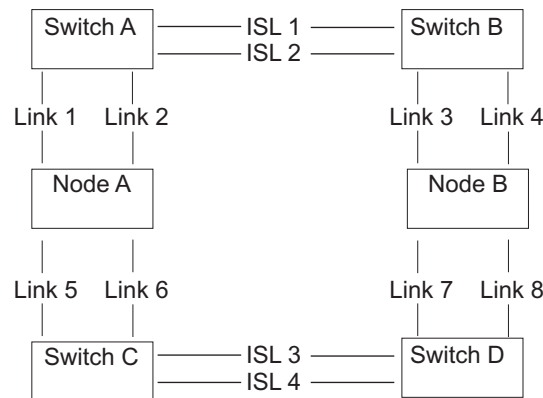 Switch A
ISL 1
Switch B
ISL 2
Link 1
Link 2
Link 3
Link 4
Node A
Node B
Link 5
Link 6
Link 7
Link 8
Switch C
ISL 3
Switch D
ISL 4